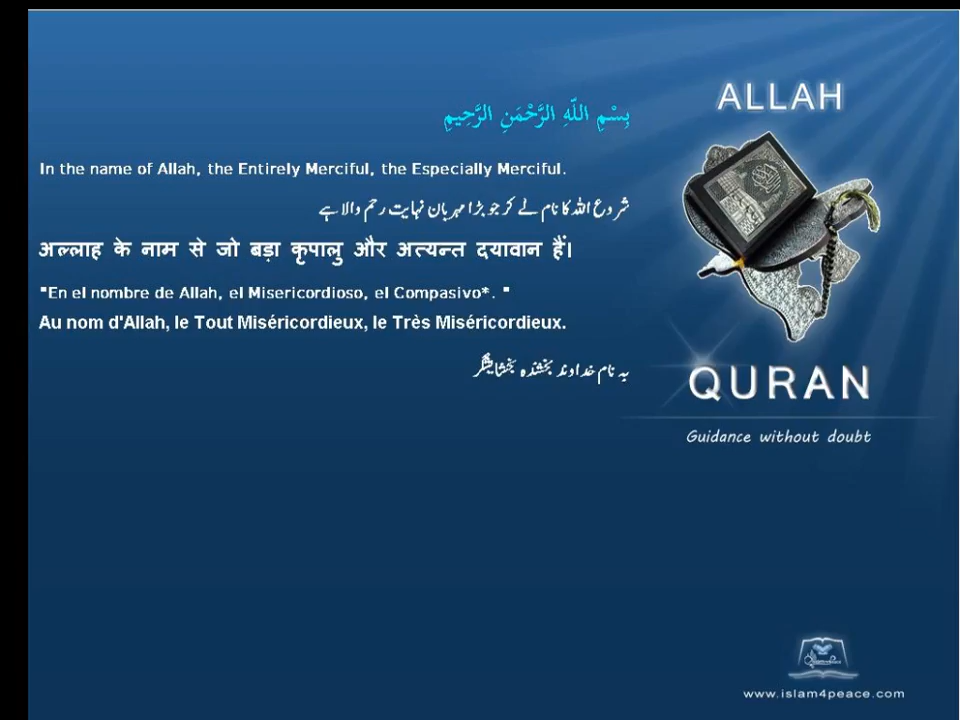 بِسْمِ اللَّهِ الرَّحْمَنِ الرَّحِيمِ
In the name of Allah, the Entirely Merciful, the Especially Merciful.
شروع الله کا نام لے کر جو بڑا مہربان نہایت رحم والا ہے
अल्लाह के नाम से जो बड़ा कृपालु और अत्यन्त दयावान हैं।
"En el nombre de Allah, el Misericordioso, el Compasivo*. "
Au nom d'Allah, le Tout Miséricordieux, le Très Miséricordieux.
به نام خداوند بخشنده بخشایشگر
ALLAH
QURAN
Guidance without doubt
www.islam4peace.com